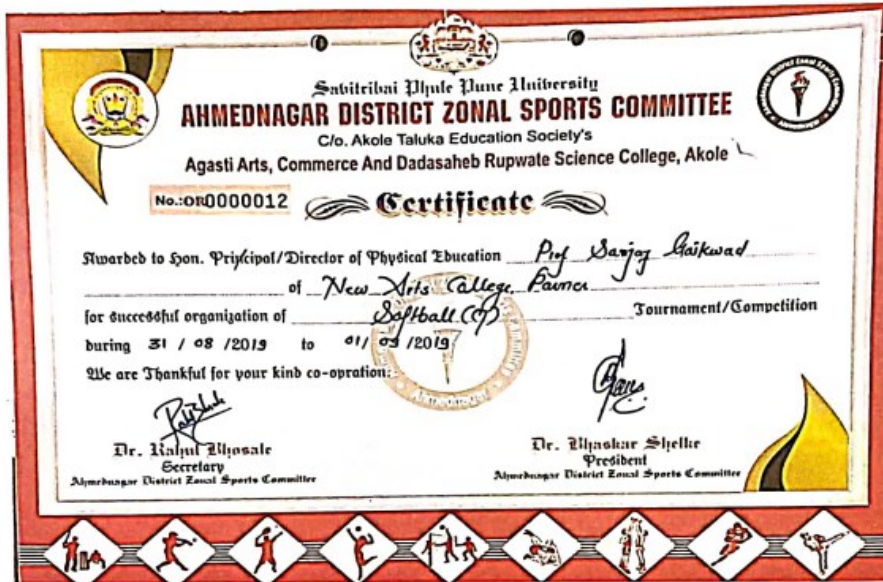 Savitribai Phule Pune University
AHMEDNAGAR DISTRICT ZONAL SPORTS COMMITTEE
C/o. Akole Taluka Education Society's
Agasti Arts, Commerce And Dadasaheb Rupwate Science College, Akole
No.:OR0000012 Certificate
Awarded to Hon. Principal/Director of Physical Education Prof Sanjay Gaikwad
of New Arts College, Parner
for successful organization of Softball Tournament/Competition
during 31 / 08 /2019 to 01/ 09 /2019
We are Thankful for your kind co-opration.
Dr. Rahul Bhosale
Secretary
Ahmednagar District Zonal Sports Committee
Dr. Bhaskar Shelke
President
Ahmednagar District Zonal Sports Committee